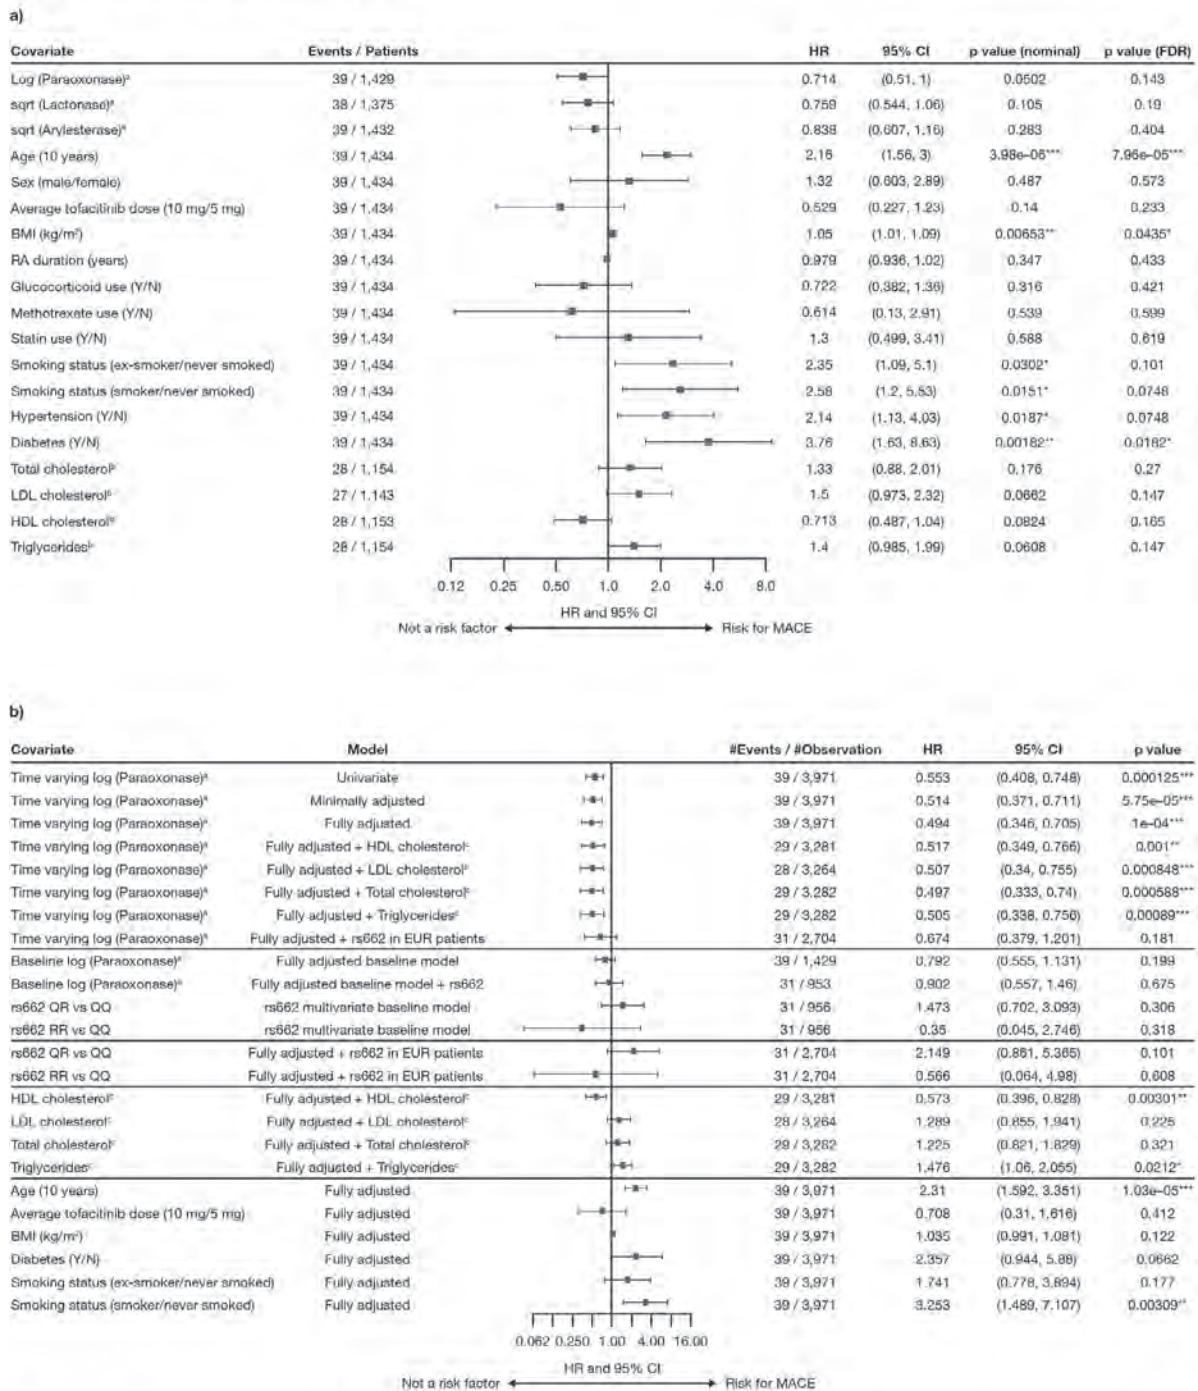 a)
Covariate Events / Patients HR 95% CI p value (nominal) p value (FDR)
Log (Paraoxonase)ᵃ 39 / 1,429 0.714 (0.51, 1) 0.0502 0.143
sqrt (Lactonase)ᵃ 38 / 1,375 0.759 (0.544, 1.06) 0.105 0.19
sqrt (Arylesterase)ᵃ 39 / 1,432 0.838 (0.607, 1.16) 0.283 0.404
Age (10 years) 39 / 1,434 2.16 (1.56, 3) 3.98e–06*** 7.96e–05***
Sex (male/female) 39 / 1,434 1.32 (0.603, 2.89) 0.487 0.573
Average tofacitinib dose (10 mg/5 mg) 39 / 1,434 0.529 (0.227, 1.23) 0.14 0.233
BMI (kg/m²) 39 / 1,434 1.05 (1.01, 1.09) 0.00653** 0.0435*
RA duration (years) 39 / 1,434 0.979 (0.936, 1.02) 0.347 0.433
Glucocorticoid use (Y/N) 39 / 1,434 0.722 (0.382, 1.36) 0.316 0.421
Methotrexate use (Y/N) 39 / 1,434 0.614 (0.13, 2.91) 0.539 0.599
Statin use (Y/N) 39 / 1,434 1.3 (0.499, 3.41) 0.588 0.619
Smoking status (ex-smoker/never smoked) 39 / 1,434 2.35 (1.09, 5.1) 0.0302* 0.101
Smoking status (smoker/never smoked) 39 / 1,434 2.58 (1.2, 5.53) 0.0151* 0.0748
Hypertension (Y/N) 39 / 1,434 2.14 (1.13, 4.03) 0.0187* 0.0748
Diabetes (Y/N) 39 / 1,434 3.76 (1.63, 8.63) 0.00182** 0.0182*
Total cholesterolᵇ 28 / 1,154 1.33 (0.88, 2.01) 0.176 0.27
LDL cholesterolᵇ 27 / 1,143 1.5 (0.973, 2.32) 0.0662 0.147
HDL cholesterolᵇ 28 / 1,153 0.713 (0.487, 1.04) 0.0824 0.165
Triglyceridesᵇ 28 / 1,154 1.4 (0.985, 1.99) 0.0608 0.147
0.12 0.25 0.50 1.0 2.0 4.0 8.0
HR and 95% CI
Not a risk factor Risk for MACE
b)
Covariate Model #Events / #Observation HR 95% CI p value
Time varying log (Paraoxonase)ᵃ Univariate 39 / 3,971 0.553 (0.408, 0.748) 0.000125***
Time varying log (Paraoxonase)ᵃ Minimally adjusted 39 / 3,971 0.514 (0.371, 0.711) 5.75e–05***
Time varying log (Paraoxonase)ᵃ Fully adjusted 39 / 3,971 0.494 (0.346, 0.705) 1e–04***
Time varying log (Paraoxonase)ᵃ Fully adjusted + HDL cholesterolᶜ 29 / 3,281 0.517 (0.349, 0.766) 0.001**
Time varying log (Paraoxonase)ᵃ Fully adjusted + LDL cholesterolᶜ 28 / 3,264 0.507 (0.34, 0.755) 0.000848***
Time varying log (Paraoxonase)ᵃ Fully adjusted + Total cholesterolᶜ 29 / 3,282 0.497 (0.333, 0.74) 0.000588***
Time varying log (Paraoxonase)ᵃ Fully adjusted + Triglyceridesᶜ 29 / 3,282 0.505 (0.338, 0.756) 0.00089***
Time varying log (Paraoxonase)ᵃ Fully adjusted + rs662 in EUR patients 31 / 2,704 0.674 (0.379, 1.201) 0.181
Baseline log (Paraoxonase)ᵃ Fully adjusted baseline model 39 / 1,429 0.792 (0.555, 1.131) 0.199
Baseline log (Paraoxonase)ᵃ Fully adjusted baseline model + rs662 31 / 953 0.902 (0.557, 1.46) 0.675
rs662 QR vs QQ rs662 multivariate baseline model 31 / 956 1.473 (0.702, 3.093) 0.306
rs662 RR vs QQ rs662 multivariate baseline model 31 / 956 0.35 (0.045, 2.746) 0.318
rs662 QR vs QQ Fully adjusted + rs662 in EUR patients 31 / 2,704 2.149 (0.861, 5.365) 0.101
rs662 RR vs QQ Fully adjusted + rs662 in EUR patients 31 / 2,704 0.566 (0.064, 4.98) 0.608
HDL cholesterolᶜ Fully adjusted + HDL cholesterolᶜ 29 / 3,281 0.573 (0.396, 0.828) 0.00301**
LDL cholesterolᶜ Fully adjusted + LDL cholesterolᶜ 28 / 3,264 1.289 (0.855, 1.941) 0.225
Total cholesterolᶜ Fully adjusted + Total cholesterolᶜ 29 / 3,282 1.225 (0.821, 1.829) 0.321
Triglyceridesᶜ Fully adjusted + Triglyceridesᶜ 29 / 3,282 1.476 (1.06, 2.055) 0.0212*
Age (10 years) Fully adjusted 39 / 3,971 2.31 (1.592, 3.351) 1.03e–05***
Average tofacitinib dose (10 mg/5 mg) Fully adjusted 39 / 3,971 0.708 (0.31, 1.616) 0.412
BMI (kg/m²) Fully adjusted 39 / 3,971 1.035 (0.991, 1.081) 0.122
Diabetes (Y/N) Fully adjusted 39 / 3,971 2.357 (0.944, 5.88) 0.0662
Smoking status (ex-smoker/never smoked) Fully adjusted 39 / 3,971 1.741 (0.778, 3.894) 0.177
Smoking status (smoker/never smoked) Fully adjusted 39 / 3,971 3.253 (1.489, 7.107) 0.00309**
0.062 0.250 1.00 4.00 16.00
HR and 95% CI
Not a risk factor Risk for MACE